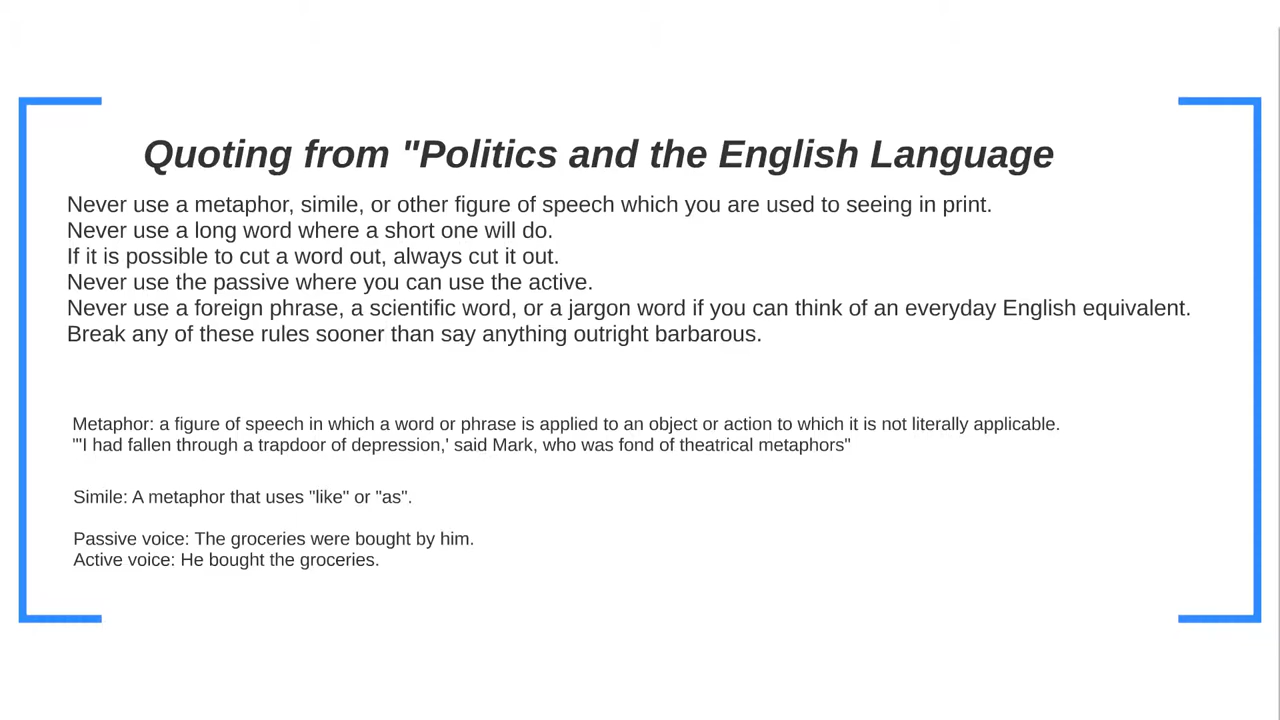 Quoting from "Politics and the English Language
Never use a metaphor, simile, or other figure of speech which you are used to seeing in print.
Never use a long word where a short one will do.
If it is possible to cut a word out, always cut it out.
Never use the passive where you can use the active.
Never use a foreign phrase, a scientific word, or a jargon word if you can think of an everyday English equivalent.
Break any of these rules sooner than say anything outright barbarous.
Metaphor: a figure of speech in which a word or phrase is applied to an object or action to which it is not literally applicable.
"'I had fallen through a trapdoor of depression,' said Mark, who was fond of theatrical metaphors"
Simile: A metaphor that uses "like" or "as".
Passive voice: The groceries were bought by him.
Active voice: He bought the groceries.